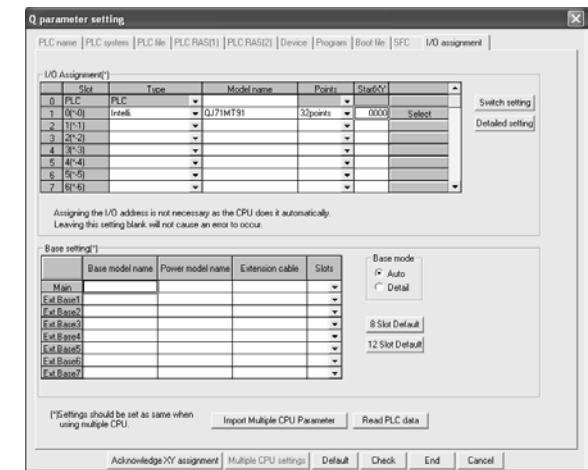 Q parameter setting
PLC name PLC system PLC file PLC RAS(1) PLC RAS(2) Device Program Boot file SFC I/O assignment
I/O Assignment(*)
Slot Type Model name Points StartXY
0 PLC PLC
1 0(*-0) Intelli. QJ71MT91 32points 0000 Select
2 1(*-1)
3 2(*-2)
4 3(*-3)
5 4(*-4)
6 5(*-5)
7 6(*-6)
Switch setting
Detailed setting
Assigning the I/O address is not necessary as the CPU does it automatically.
Leaving this setting blank will not cause an error to occur.
Base setting(*)
Base model name Power model name Extension cable Slots
Main
Ext.Base1
Ext.Base2
Ext.Base3
Ext.Base4
Ext.Base5
Ext.Base6
Ext.Base7
Base mode
Auto
Detail
8 Slot Default
12 Slot Default
(*)Settings should be set as same when
using multiple CPU.
Import Multiple CPU Parameter Read PLC data
Acknowledge XY assignment Multiple CPU settings Default Check End Cancel